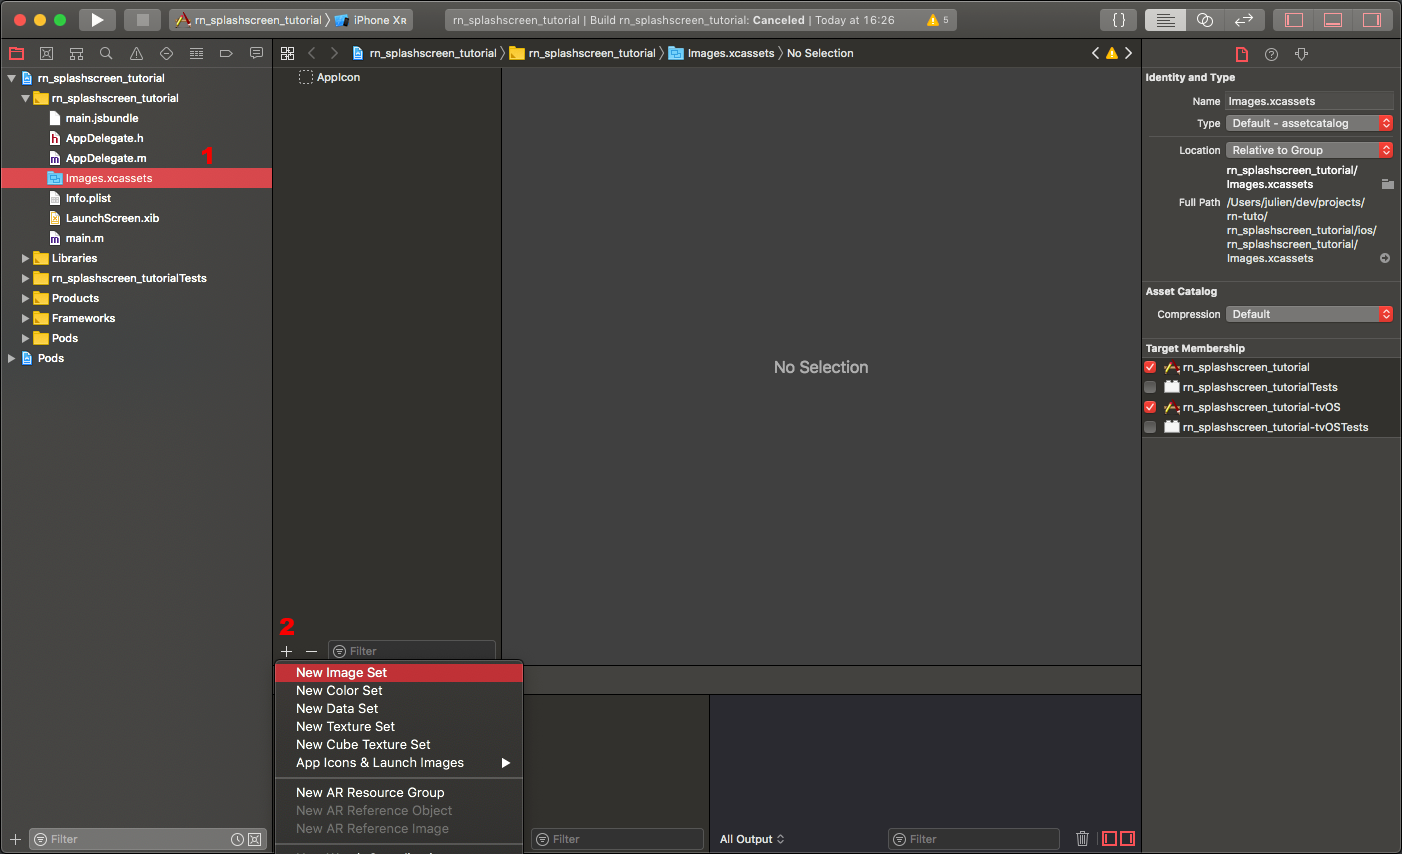 rn_splashscreen_tutorial iPhone XR
rn_splashscreen_tutorial | Build rn_splashscreen_tutorial: Canceled | Today at 16:26
5
{}
rn_splashscreen_tutorial rn_splashscreen_tutorial Images.xcassets No Selection
rn_splashscreen_tutorial
rn_splashscreen_tutorial
main.jsbundle
h AppDelegate.h
m AppDelegate.m
1
Images.xcassets
Info.plist
LaunchScreen.xib
m main.m
Libraries
rn_splashscreen_tutorialTests
Products
Frameworks
Pods
Pods
Filter
AppIcon
No Selection
2
+ − Filter
New Image Set
New Color Set
New Data Set
New Texture Set
New Cube Texture Set
App Icons & Launch Images
New AR Resource Group
New AR Reference Object
New AR Reference Image
Filter
All Output
Filter
Identity and Type
Name Images.xcassets
Type Default - assetcatalog
Location Relative to Group
rn_splashscreen_tutorial/
Images.xcassets
Full Path /Users/julien/dev/projects/
rn-tuto/
rn_splashscreen_tutorial/ios/
rn_splashscreen_tutorial/
Images.xcassets
Asset Catalog
Compression Default
Target Membership
rn_splashscreen_tutorial
rn_splashscreen_tutorialTests
rn_splashscreen_tutorial-tvOS
rn_splashscreen_tutorial-tvOSTests